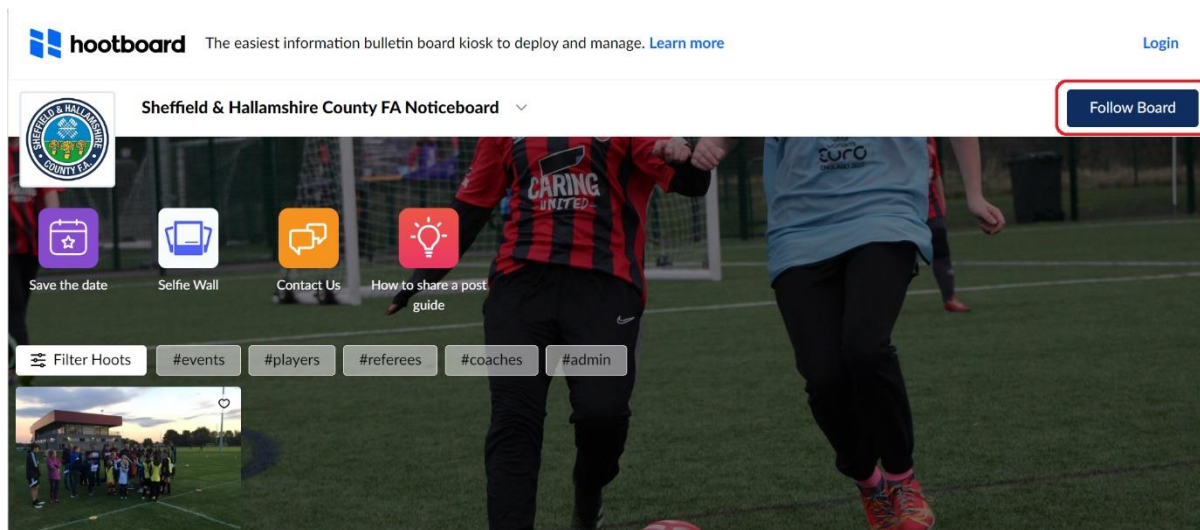 hootboard
The easiest information bulletin board kiosk to deploy and manage. Learn more
Login
SHEFFIELD & HALLAMSHIRE
COUNTY F.A.
Sheffield & Hallamshire County FA Noticeboard
Follow Board
CARING
UNITED
EURO
Save the date
Selfie Wall
Contact Us
How to share a post
guide
Filter Hoots
#events
#players
#referees
#coaches
#admin